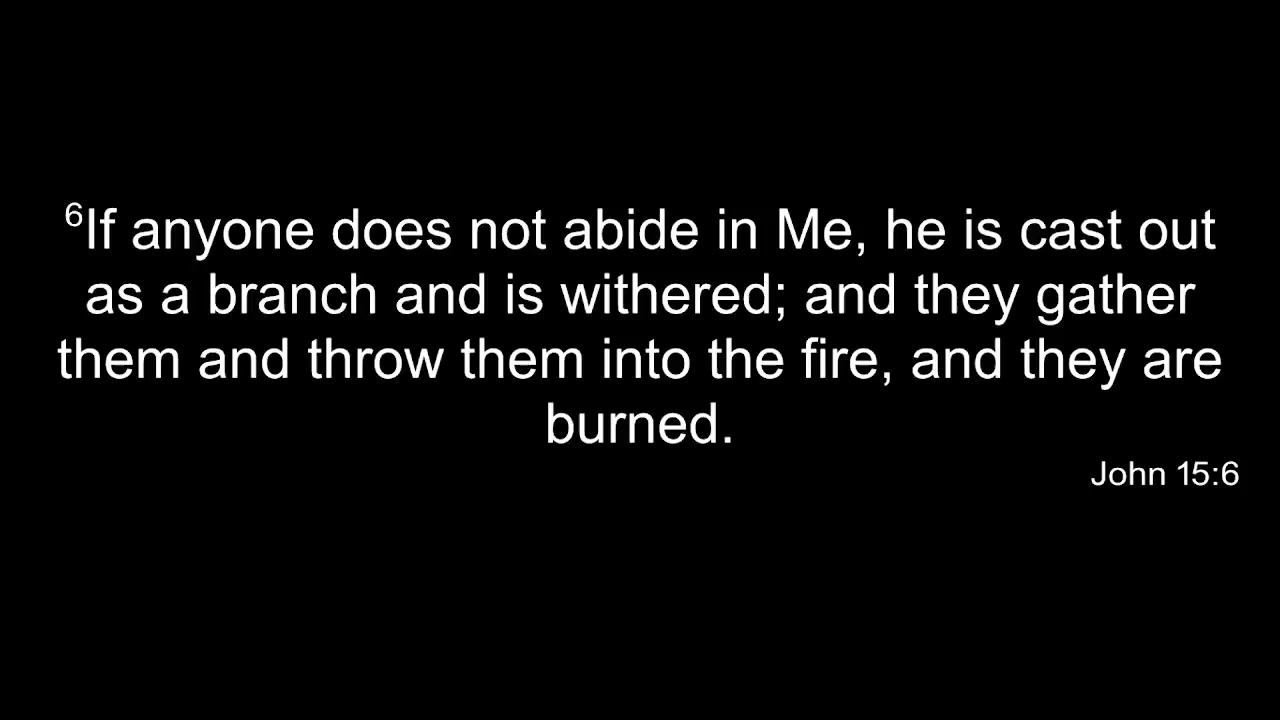 ⁶If anyone does not abide in Me, he is cast out
as a branch and is withered; and they gather
them and throw them into the fire, and they are
burned.
John 15:6